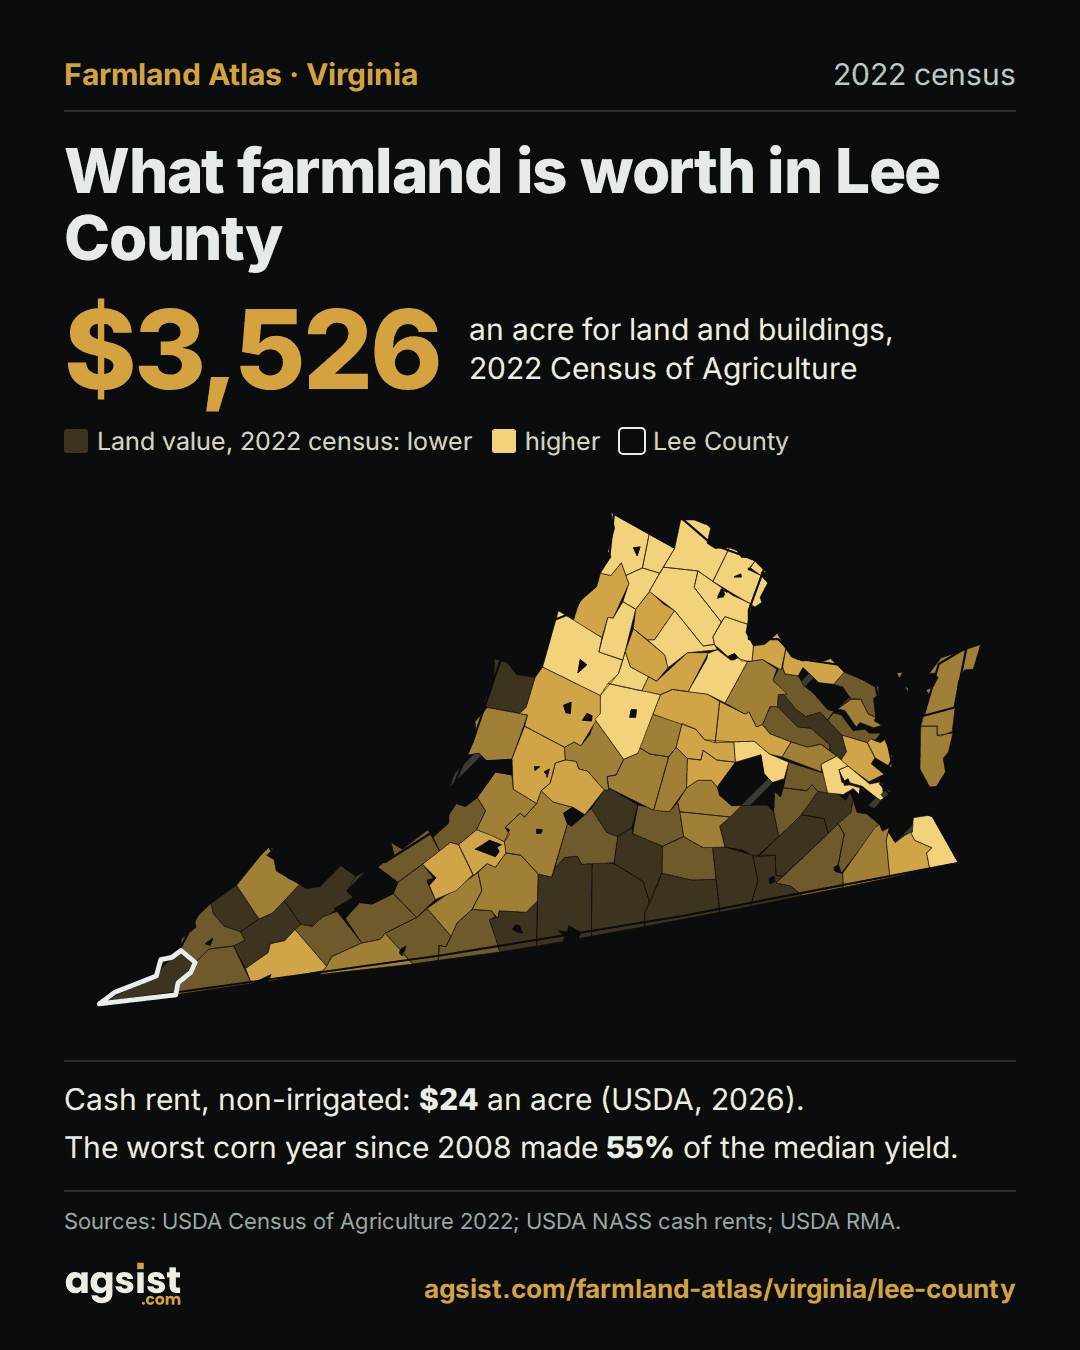 Farmland Atlas · Virginia
2022 census
What farmland is worth in Lee
County
$3,526
an acre for land and buildings,
2022 Census of Agriculture
Land value, 2022 census: lower
higher
Lee County
Cash rent, non-irrigated: $24 an acre (USDA, 2026).
The worst corn year since 2008 made 55% of the median yield.
Sources: USDA Census of Agriculture 2022; USDA NASS cash rents; USDA RMA.
agsist
.com
agsist.com/farmland-atlas/virginia/lee-county